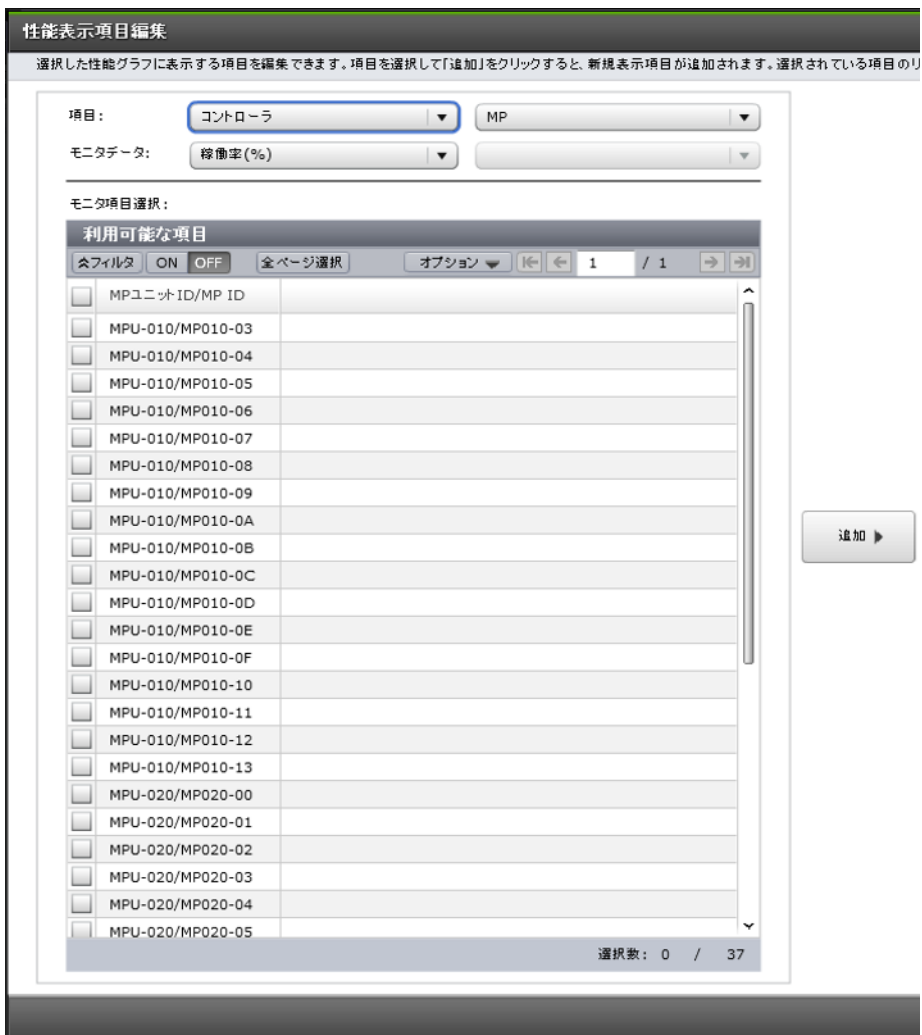 性能表示項目編集
選択した性能グラフに表示する項目を編集できます。項目を選択して「追加」をクリックすると、新規表示項目が追加されます。選択されている項目のリ
項目: コントローラ MP
モニタデータ: 稼働率(%)
モニタ項目選択:
利用可能な項目
フィルタ ON OFF 全ページ選択 オプション 1 / 1
MPユニットID/MP ID
MPU-010/MP010-03
MPU-010/MP010-04
MPU-010/MP010-05
MPU-010/MP010-06
MPU-010/MP010-07
MPU-010/MP010-08
MPU-010/MP010-09
MPU-010/MP010-0A
MPU-010/MP010-0B
MPU-010/MP010-0C
MPU-010/MP010-0D
MPU-010/MP010-0E
MPU-010/MP010-0F
MPU-010/MP010-10
MPU-010/MP010-11
MPU-010/MP010-12
MPU-010/MP010-13
MPU-020/MP020-00
MPU-020/MP020-01
MPU-020/MP020-02
MPU-020/MP020-03
MPU-020/MP020-04
MPU-020/MP020-05
選択数: 0 / 37
追加